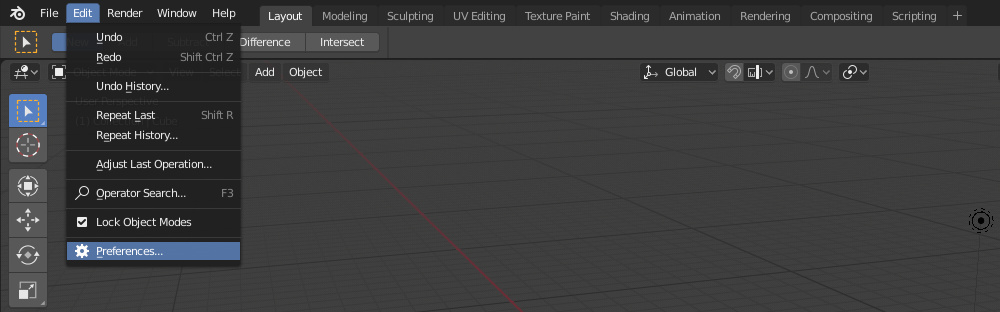 File Edit Render Window Help Layout Modeling Sculpting UV Editing Texture Paint Shading Animation Rendering Compositing Scripting +
Difference Intersect
Add Object Global
Undo Ctrl Z
Redo Shift Ctrl Z
Undo History...
Repeat Last Shift R
Repeat History...
Adjust Last Operation...
Operator Search... F3
Lock Object Modes
Preferences...